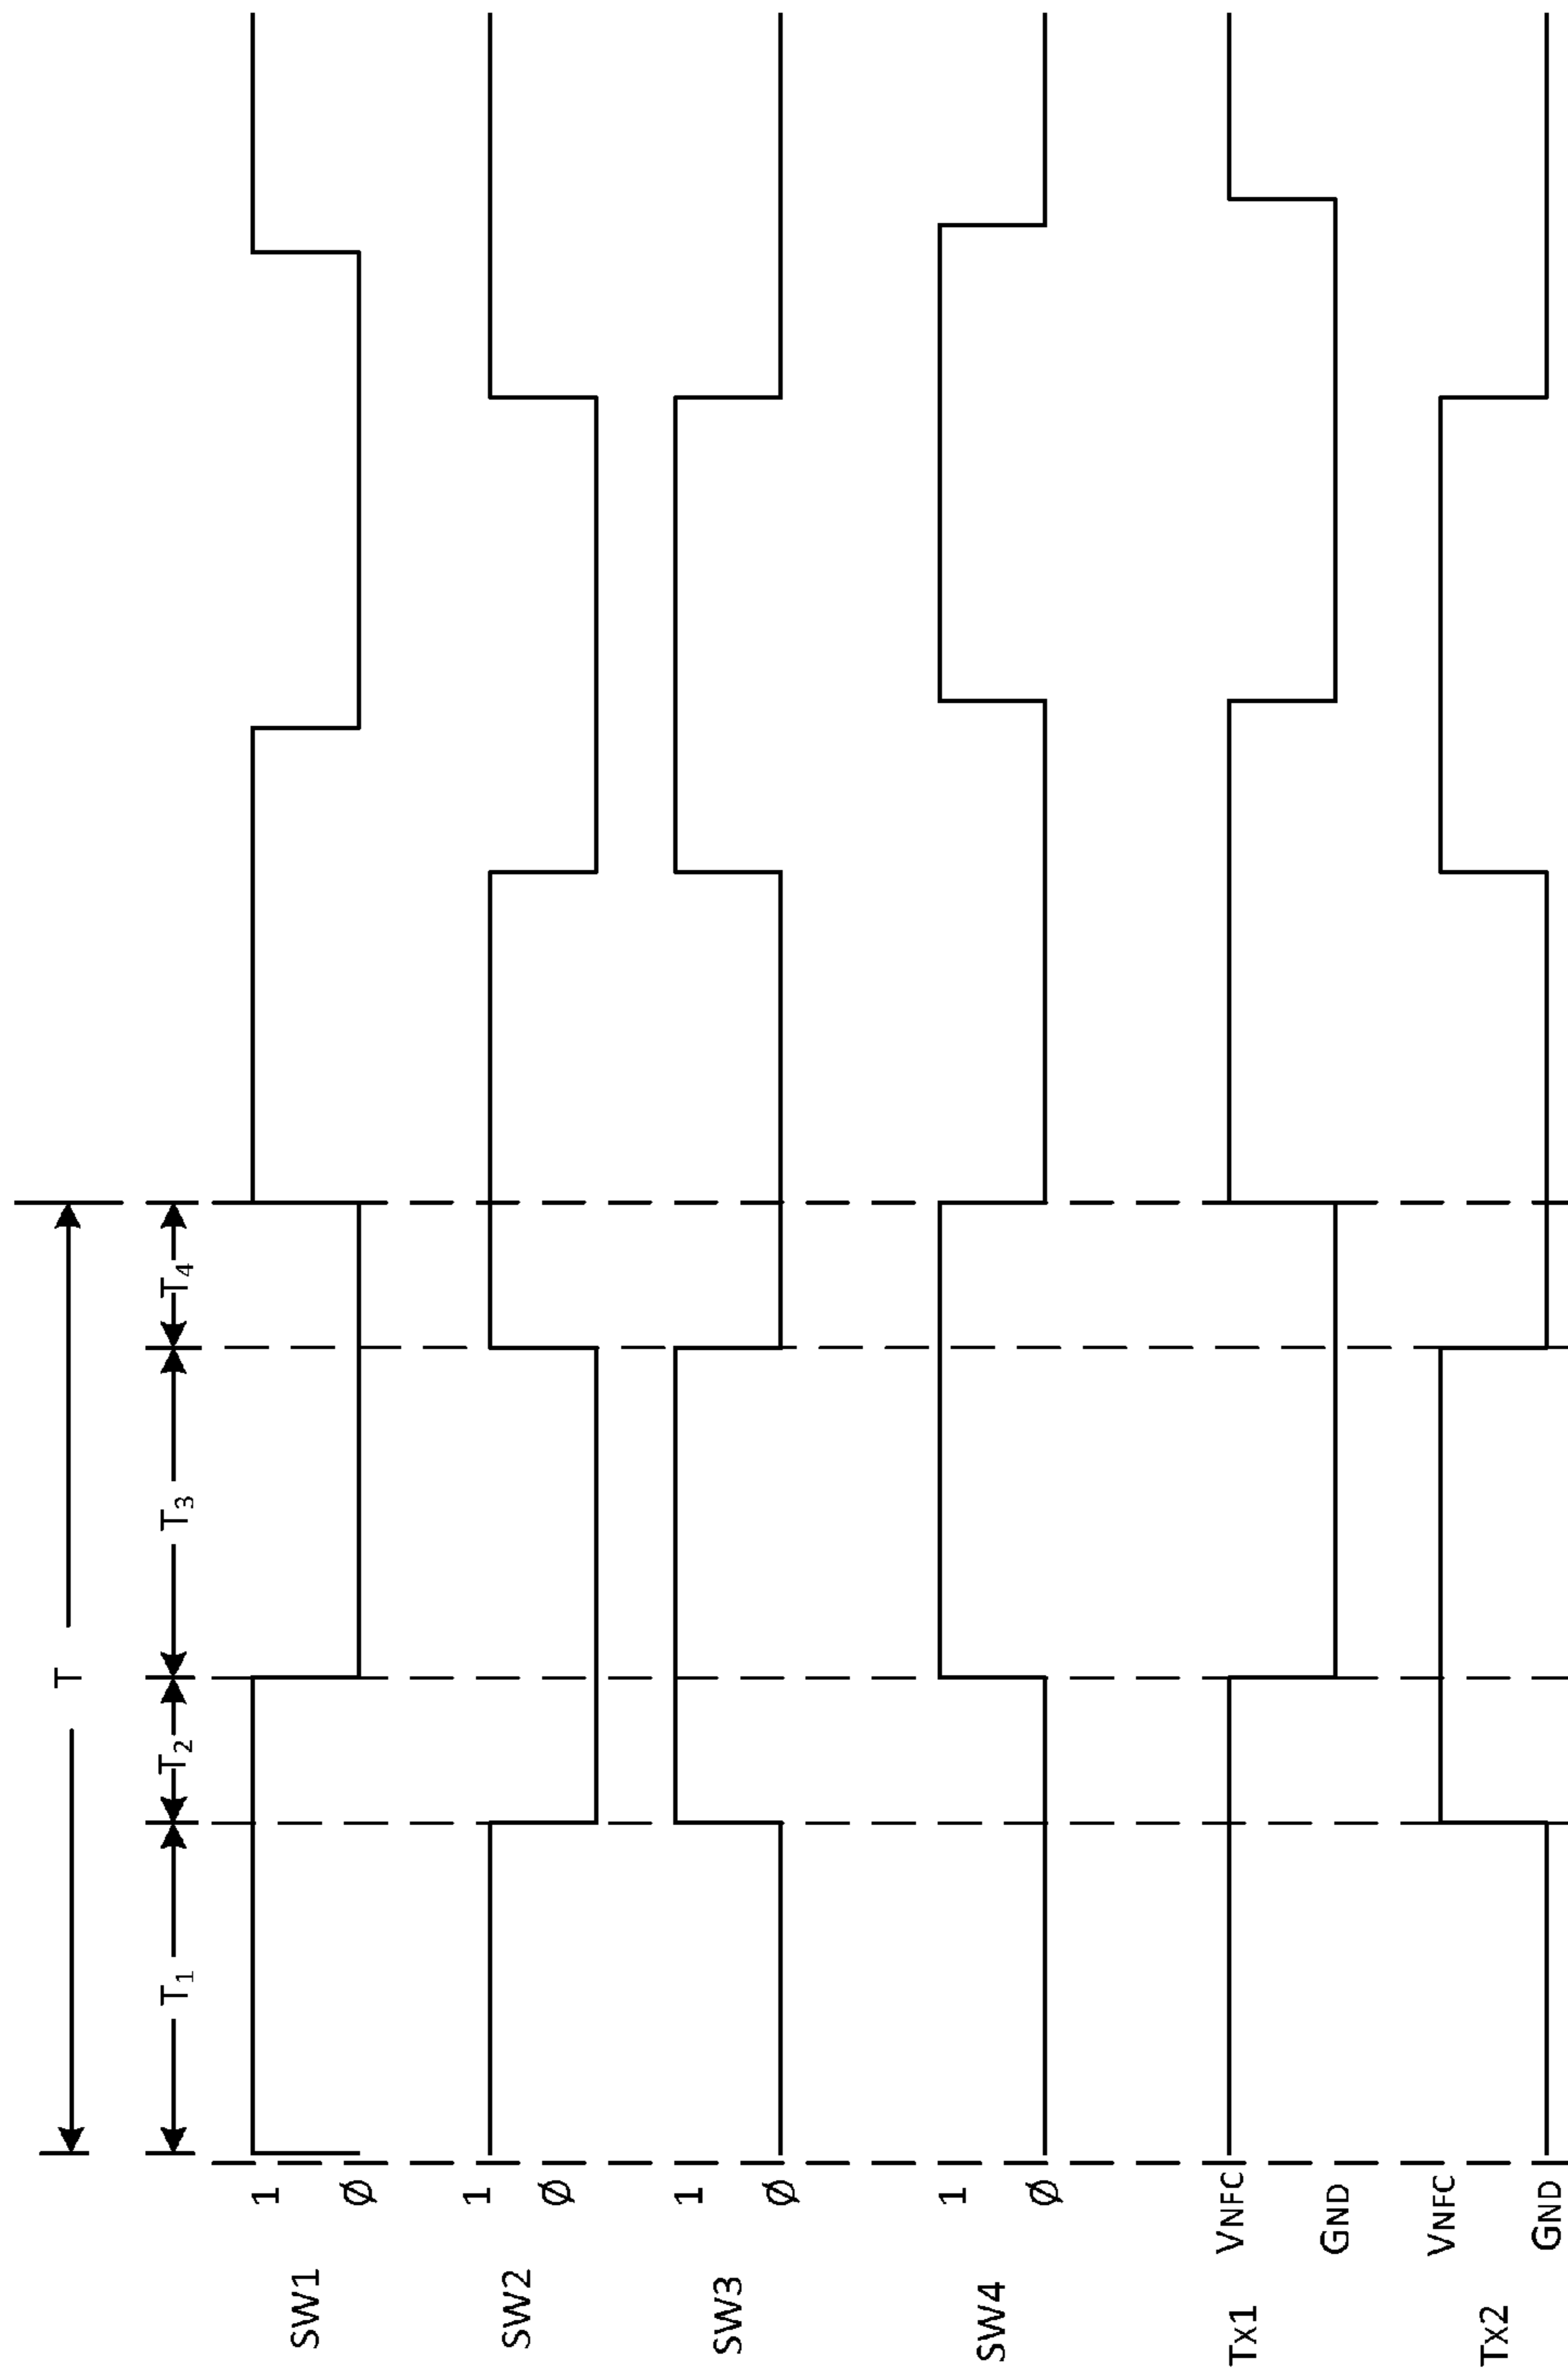 T
T1 T2 T3 T4
SW1
1
Ø
SW2
1
Ø
SW3
1
Ø
SW4
1
Ø
Tx1
VNFC
GND
Tx2
VNFC
GND